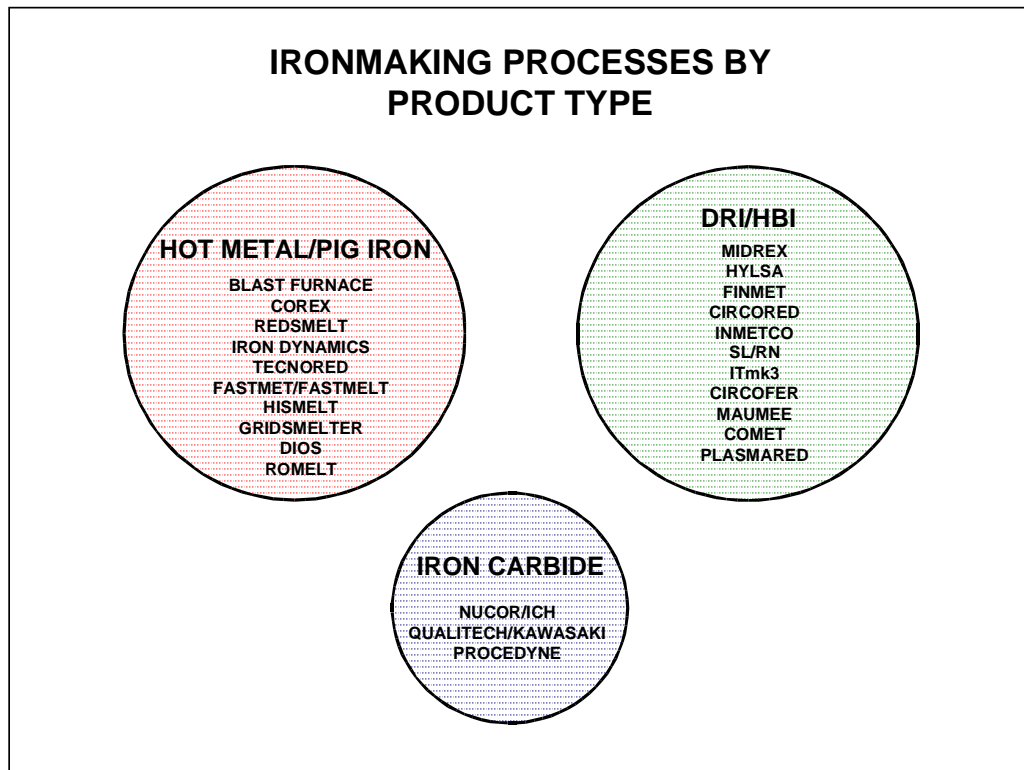 IRONMAKING PROCESSES BY
PRODUCT TYPE
HOT METAL/PIG IRON
BLAST FURNACE
COREX
REDSMELT
IRON DYNAMICS
TECNORED
FASTMET/FASTMELT
HISMELT
GRIDSMELTER
DIOS
ROMELT
DRI/HBI
MIDREX
HYLSA
FINMET
CIRCORED
INMETCO
SL/RN
ITmk3
CIRCOFER
MAUMEE
COMET
PLASMARED
IRON CARBIDE
NUCOR/ICH
QUALITECH/KAWASAKI
PROCEDYNE